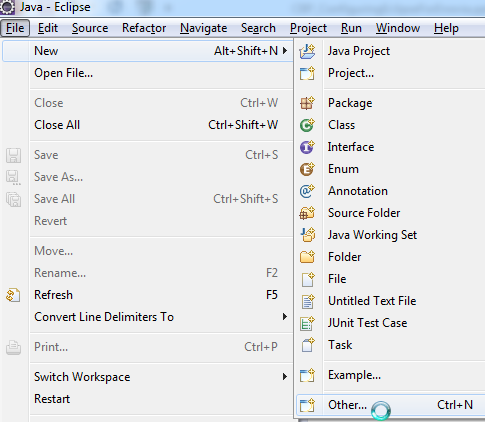 Java - Eclipse
File Edit Source Refactor Navigate Search Project Run Window Help
New Alt+Shift+N
Open File...
Close Ctrl+W
Close All Ctrl+Shift+W
Save Ctrl+S
Save As...
Save All Ctrl+Shift+S
Revert
Move...
Rename... F2
Refresh F5
Convert Line Delimiters To
Print... Ctrl+P
Switch Workspace
Restart
Java Project
Project...
Package
Class
Interface
Enum
Annotation
Source Folder
Java Working Set
Folder
File
Untitled Text File
JUnit Test Case
Task
Example...
Other... Ctrl+N